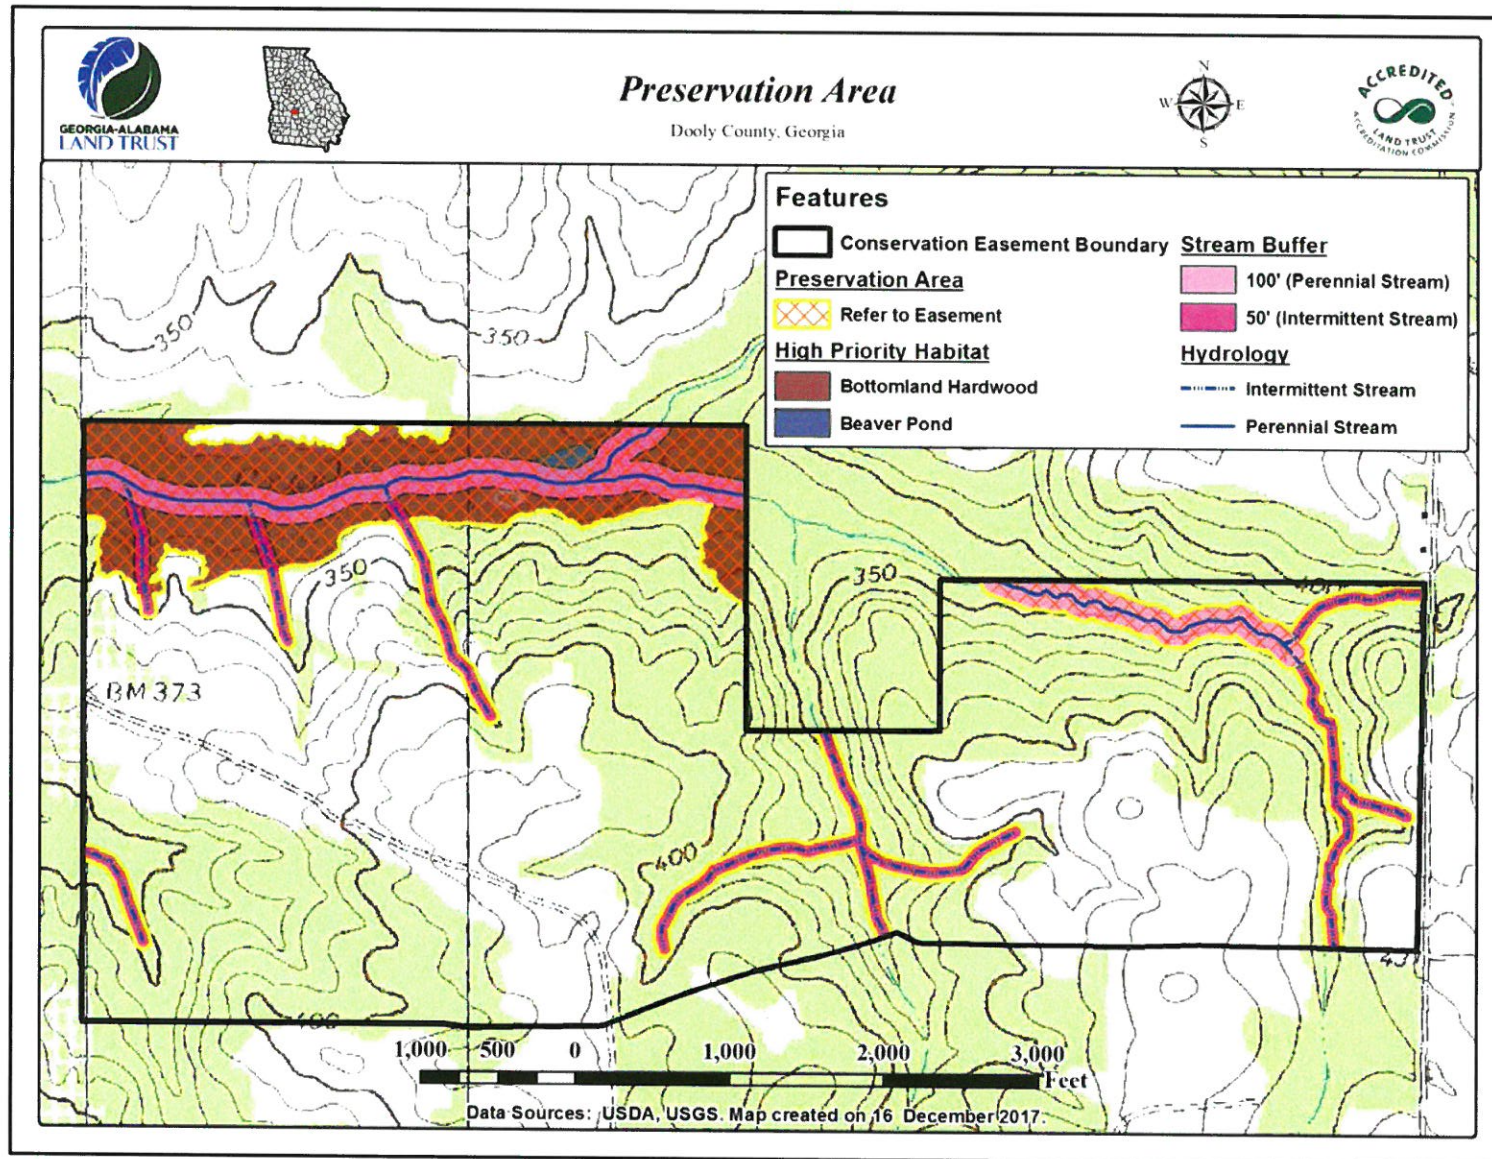 GEORGIA-ALABAMA
LAND TRUST
Preservation Area
Dooly County, Georgia
N
W
E
S
ACCREDITED
LAND TRUST
ACCREDITATION COMMISSION
Features
Conservation Easement Boundary
Preservation Area
Refer to Easement
High Priority Habitat
Bottomland Hardwood
Beaver Pond
Stream Buffer
100' (Perennial Stream)
50' (Intermittent Stream)
Hydrology
Intermittent Stream
Perennial Stream
350
350
350
350
BM 373
400
400
1,000 500 0 1,000 2,000 3,000
Feet
Data Sources: USDA, USGS. Map created on 16 December 2017.